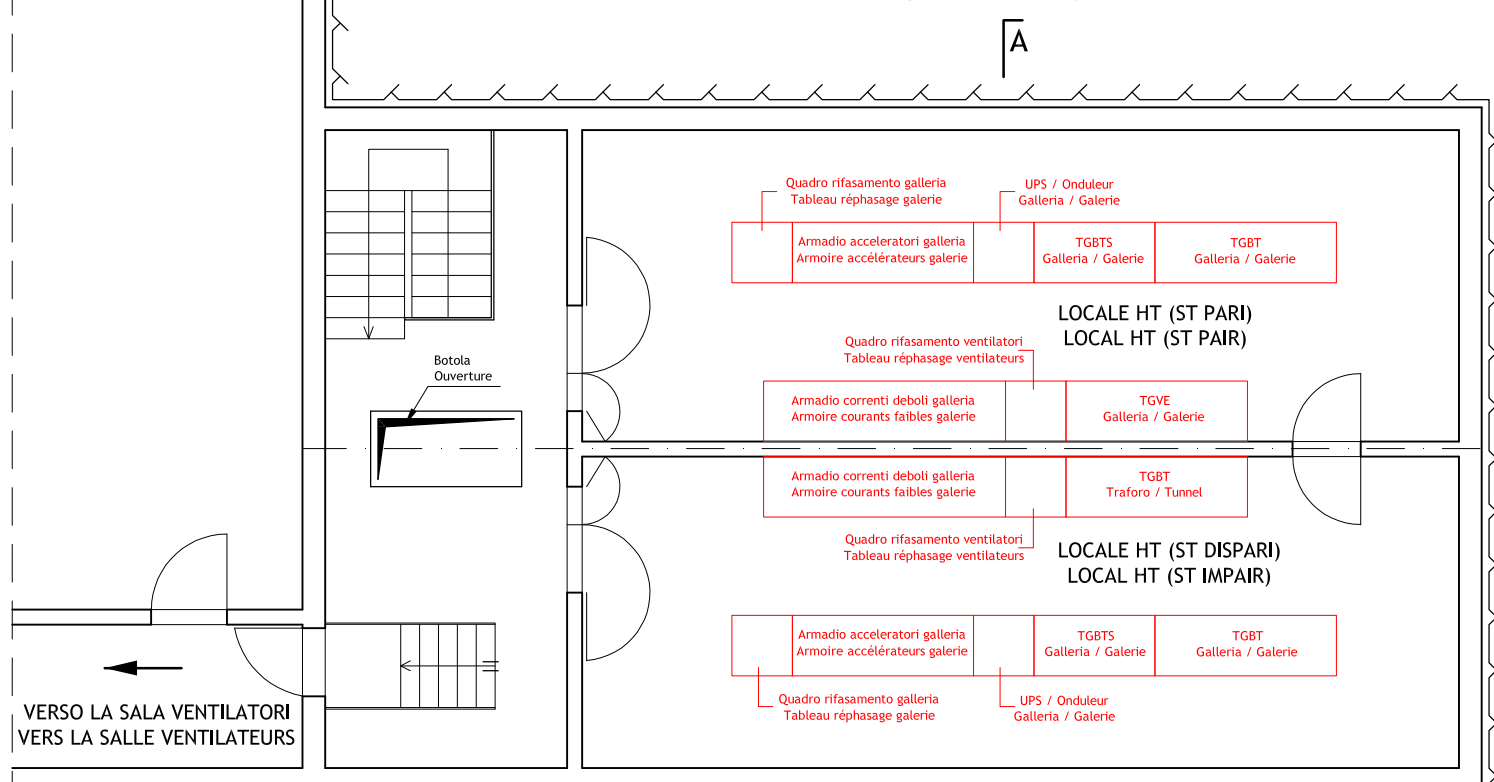 A
Quadro rifasamento galleria
Tableau réphasage galerie
UPS / Onduleur
Galleria / Galerie
Armadio acceleratori galleria
Armoire accélérateurs galerie
TGBTS
Galleria / Galerie
TGBT
Galleria / Galerie
LOCALE HT (ST PARI)
LOCAL HT (ST PAIR)
Quadro rifasamento ventilatori
Tableau réphasage ventilateurs
Botola
Ouverture
Armadio correnti deboli galleria
Armoire courants faibles galerie
TGVE
Galleria / Galerie
Armadio correnti deboli galleria
Armoire courants faibles galerie
TGBT
Traforo / Tunnel
Quadro rifasamento ventilatori
Tableau réphasage ventilateurs
LOCALE HT (ST DISPARI)
LOCAL HT (ST IMPAIR)
Armadio acceleratori galleria
Armoire accélérateurs galerie
TGBTS
Galleria / Galerie
TGBT
Galleria / Galerie
Quadro rifasamento galleria
Tableau réphasage galerie
UPS / Onduleur
Galleria / Galerie
VERSO LA SALA VENTILATORI
VERS LA SALLE VENTILATEURS